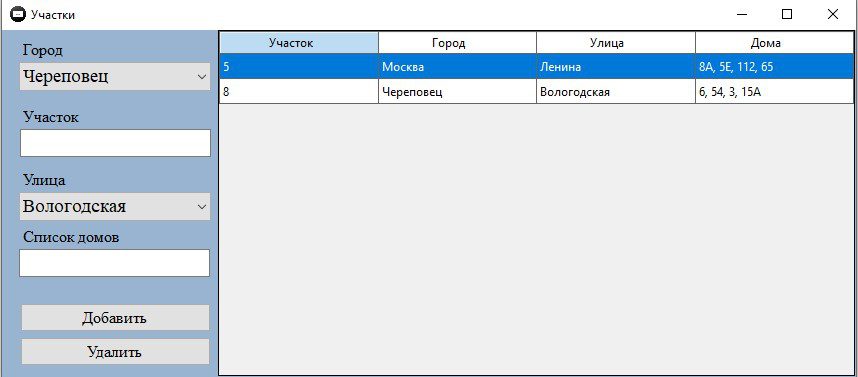 Участки
Город
Череповец
Участок
Улица
Вологодская
Список домов
Добавить
Удалить
Участок Город Улица Дома
5 Москва Ленина 8А, 5Е, 112, 65
8 Череповец Вологодская 6, 54, 3, 15А